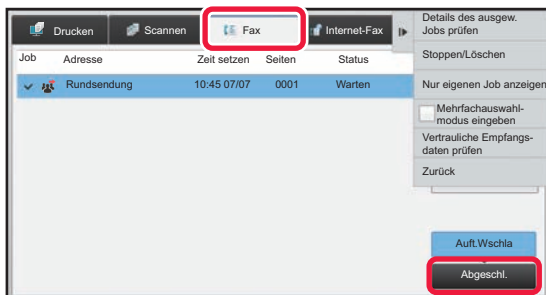 Drucken Scannen Fax Internet-Fax
Job Adresse Zeit setzen Seiten Status
Rundsendung 10:45 07/07 0001 Warten
Details des ausgew.
Jobs prüfen
Stoppen/Löschen
Nur eigenen Job anzeigen
Mehrfachauswahl-
modus eingeben
Vertrauliche Empfangs-
daten prüfen
Zurück
Auft.Wschla
Abgeschl.